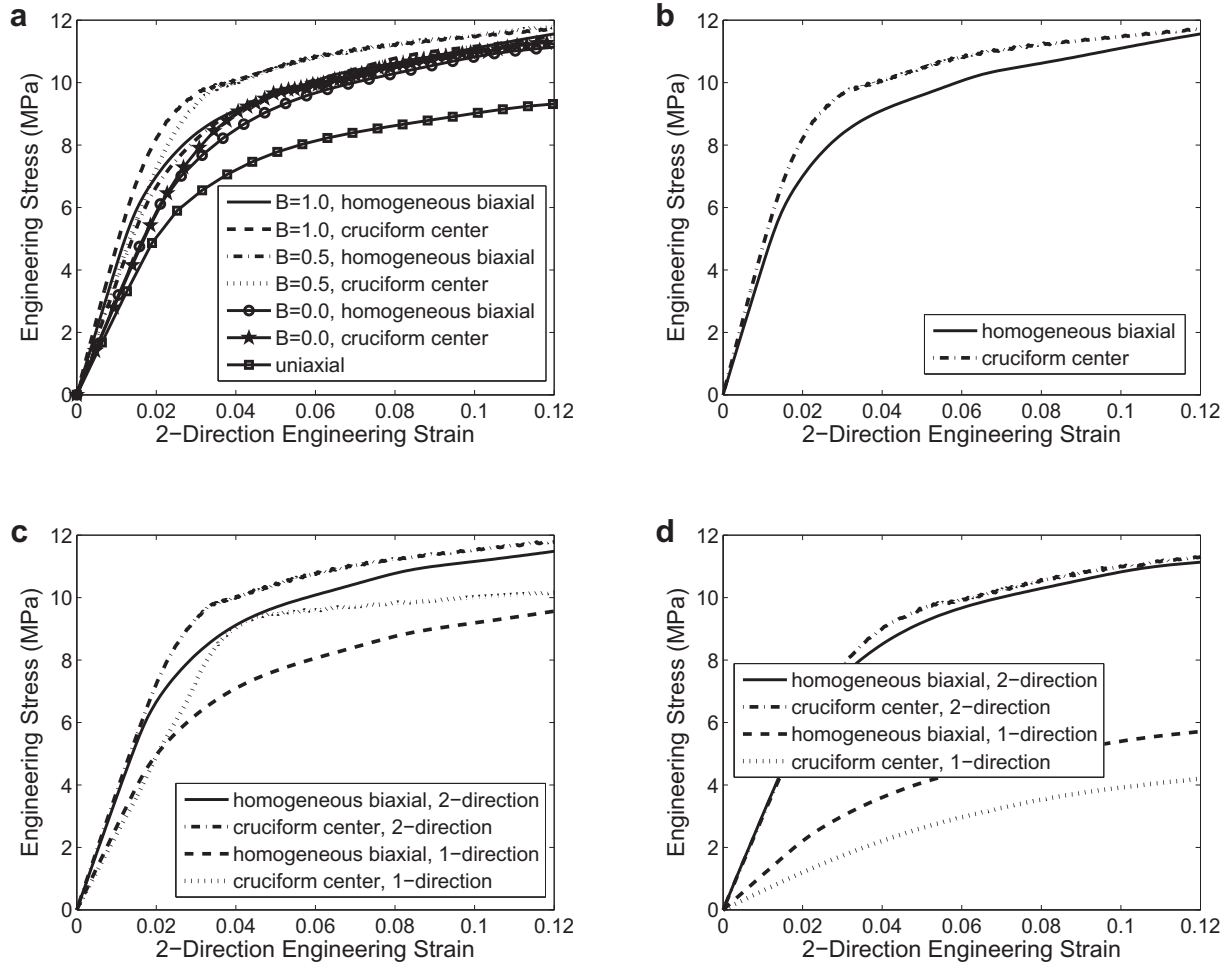 a
12
10
8
6
4
2
0
Engineering Stress (MPa)
B=1.0, homogeneous biaxial
B=1.0, cruciform center
B=0.5, homogeneous biaxial
B=0.5, cruciform center
B=0.0, homogeneous biaxial
B=0.0, cruciform center
uniaxial
0 0.02 0.04 0.06 0.08 0.1 0.12
2−Direction Engineering Strain
b
12
10
8
6
4
2
0
Engineering Stress (MPa)
homogeneous biaxial
cruciform center
0 0.02 0.04 0.06 0.08 0.1 0.12
2−Direction Engineering Strain
c
12
10
8
6
4
2
0
Engineering Stress (MPa)
homogeneous biaxial, 2−direction
cruciform center, 2−direction
homogeneous biaxial, 1−direction
cruciform center, 1−direction
0 0.02 0.04 0.06 0.08 0.1 0.12
2−Direction Engineering Strain
d
12
10
8
6
4
2
0
Engineering Stress (MPa)
homogeneous biaxial, 2−direction
cruciform center, 2−direction
homogeneous biaxial, 1−direction
cruciform center, 1−direction
0 0.02 0.04 0.06 0.08 0.1 0.12
2−Direction Engineering Strain